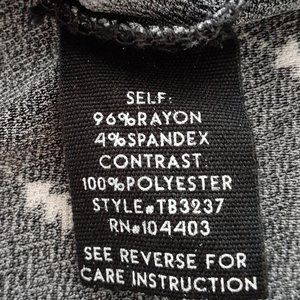 SELF:
96%RAYON
4%SPANDEX
CONTRAST:
100%POLYESTER
STYLE#TB3237
RN#104403
SEE REVERSE FOR
CARE INSTRUCTION